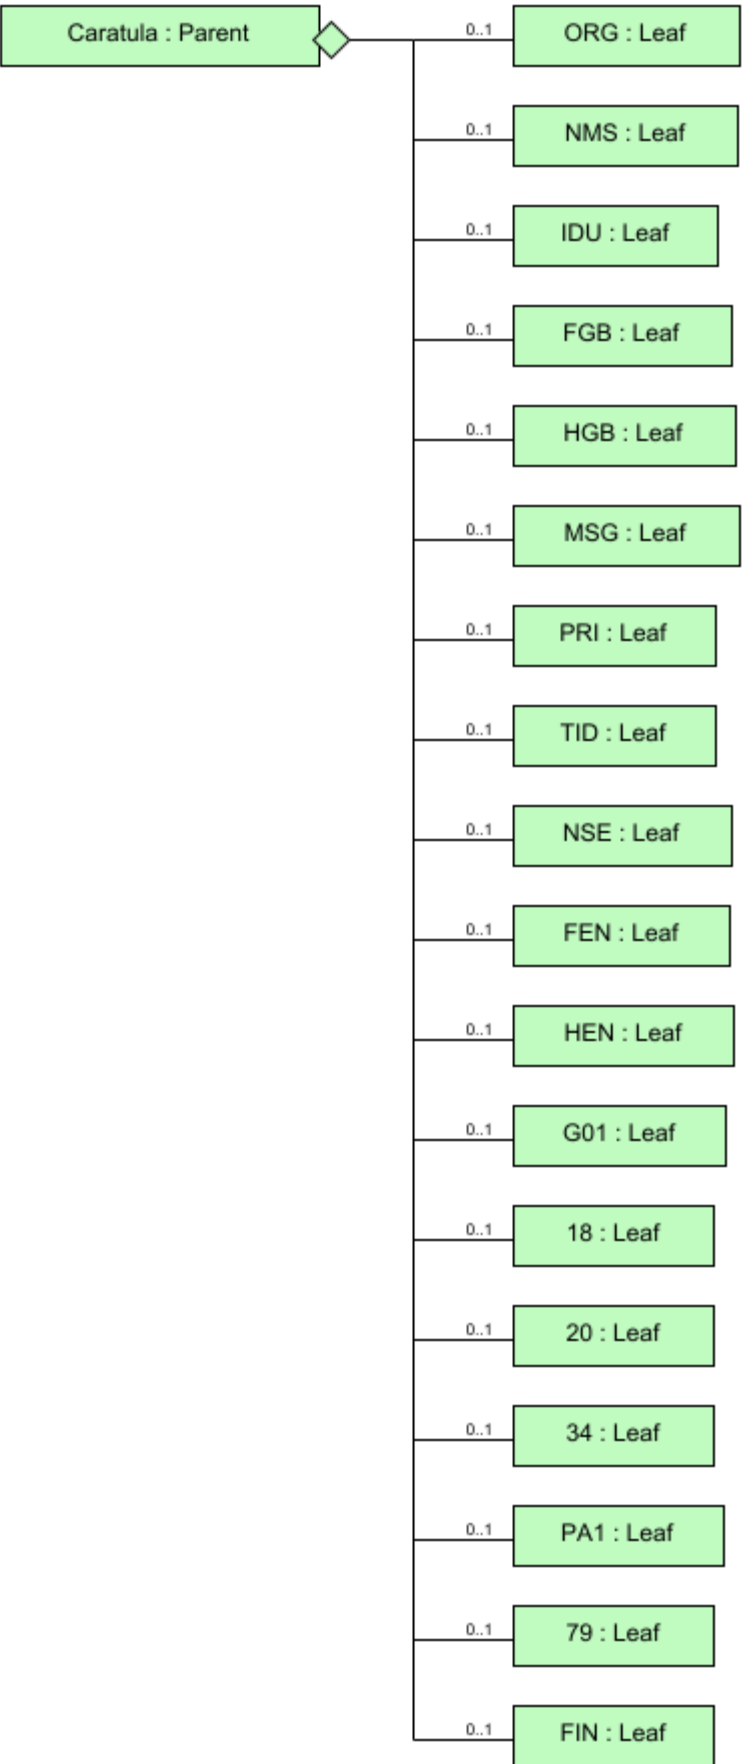 Caratula : Parent
0..1 ORG : Leaf
0..1 NMS : Leaf
0..1 IDU : Leaf
0..1 FGB : Leaf
0..1 HGB : Leaf
0..1 MSG : Leaf
0..1 PRI : Leaf
0..1 TID : Leaf
0..1 NSE : Leaf
0..1 FEN : Leaf
0..1 HEN : Leaf
0..1 G01 : Leaf
0..1 18 : Leaf
0..1 20 : Leaf
0..1 34 : Leaf
0..1 PA1 : Leaf
0..1 79 : Leaf
0..1 FIN : Leaf